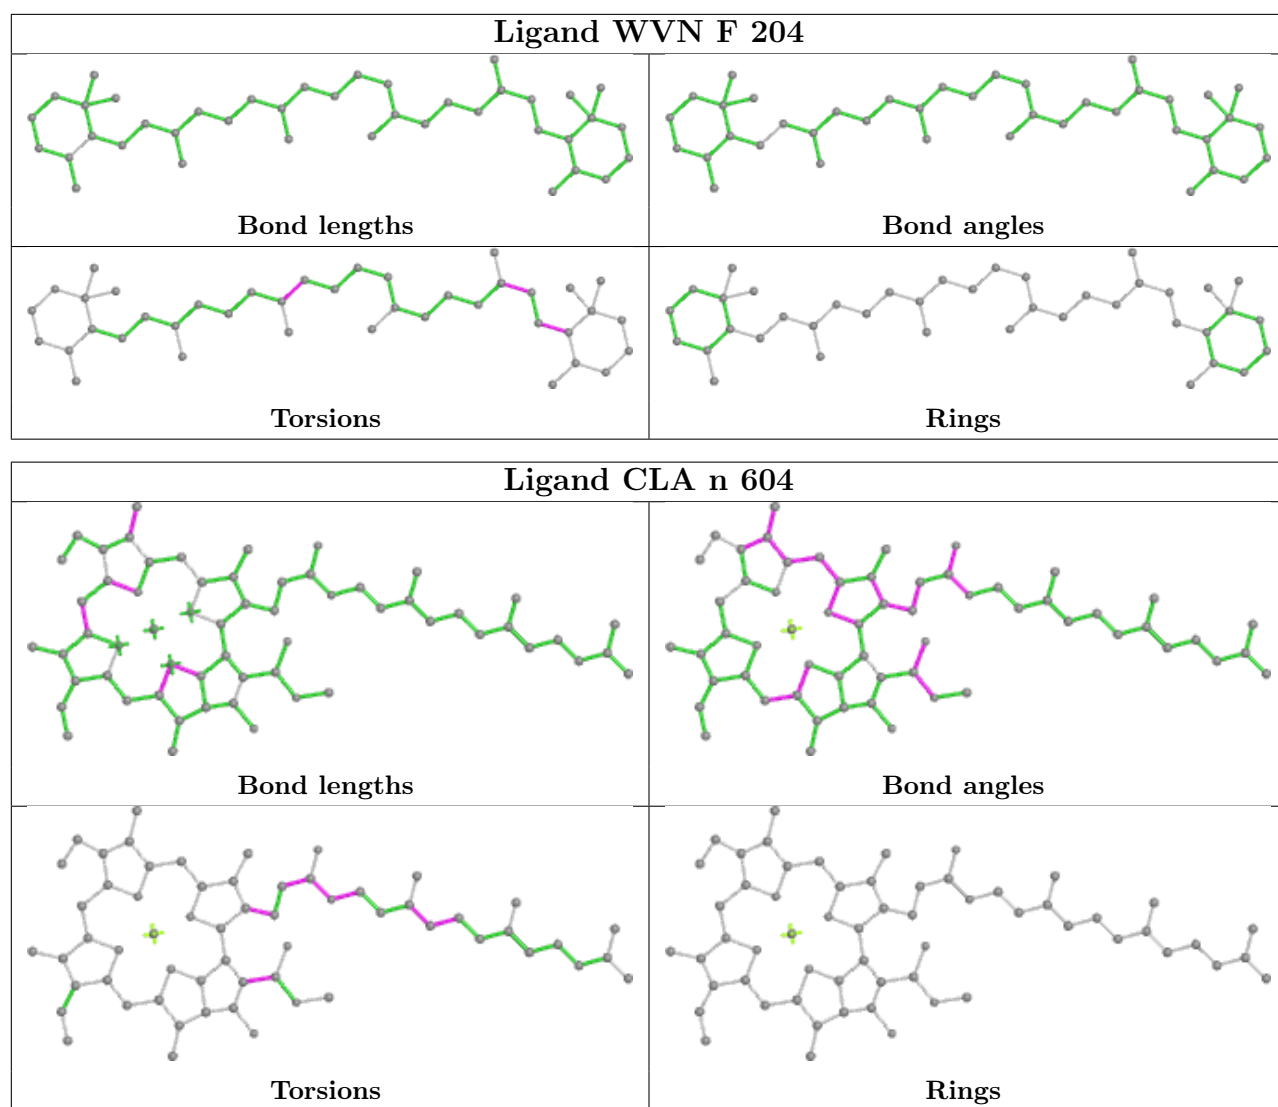 Ligand WVN F 204
Bond lengths
Bond angles
Torsions
Rings
Ligand CLA n 604
Bond lengths
Bond angles
Torsions
Rings